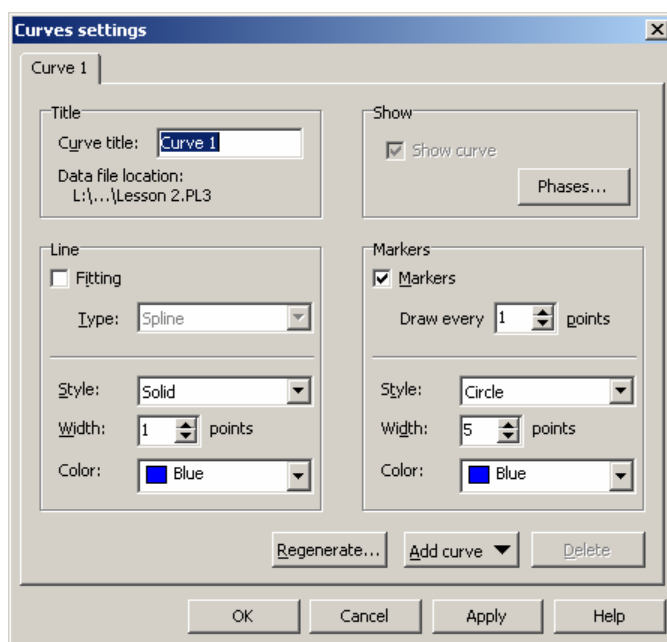 Curves settings
Curve 1
Title
Curve title: Curve 1
Data file location:
L:\...\Lesson 2.PL3
Show
Show curve
Phases...
Line
Fitting
Type: Spline
Style: Solid
Width: 1 points
Color: Blue
Markers
Markers
Draw every 1 points
Style: Circle
Width: 5 points
Color: Blue
Regenerate... Add curve Delete
OK Cancel Apply Help